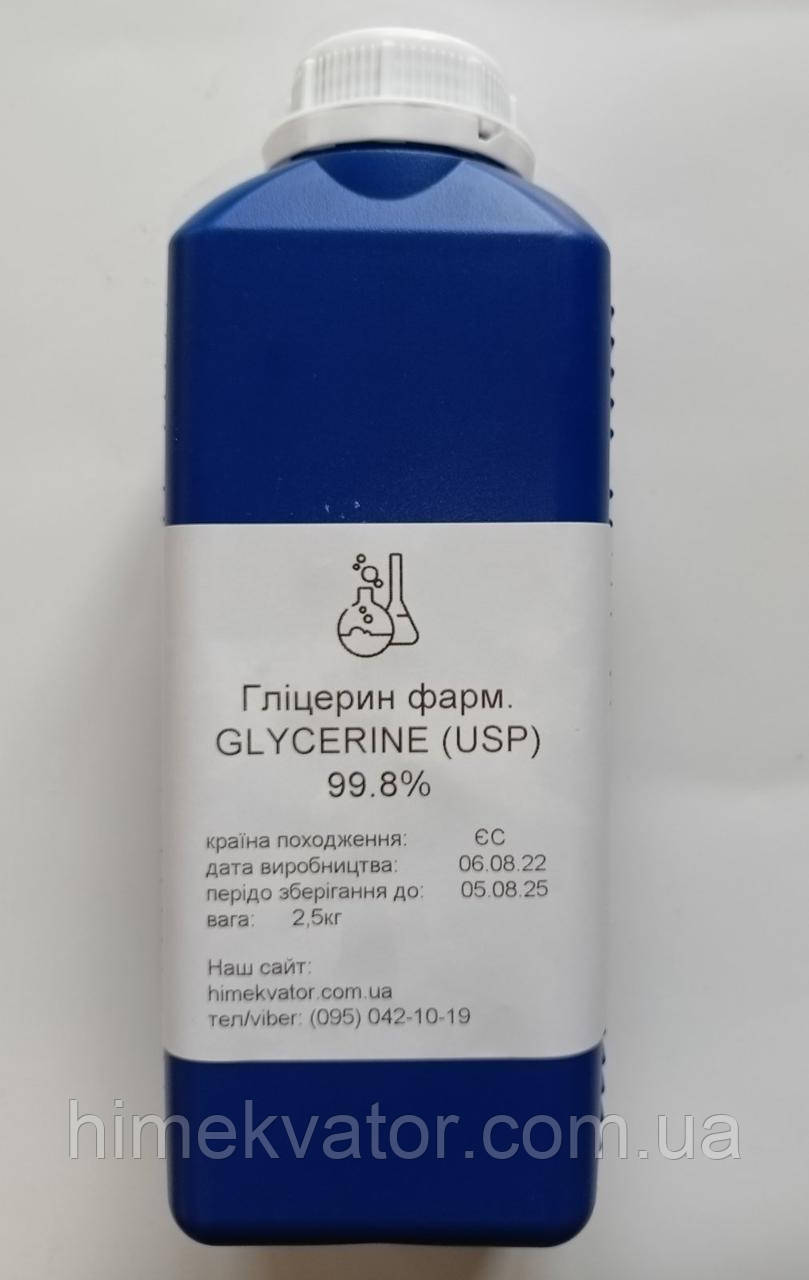 Гліцерин фарм.
GLYCERINE (USP)
99.8%
країна походження: ЄС
дата виробництва: 06.08.22
перідо зберігання до: 05.08.25
вага: 2,5кг
Наш сайт:
himekvator.com.ua
тел/viber: (095) 042-10-19
himekvator.com.ua